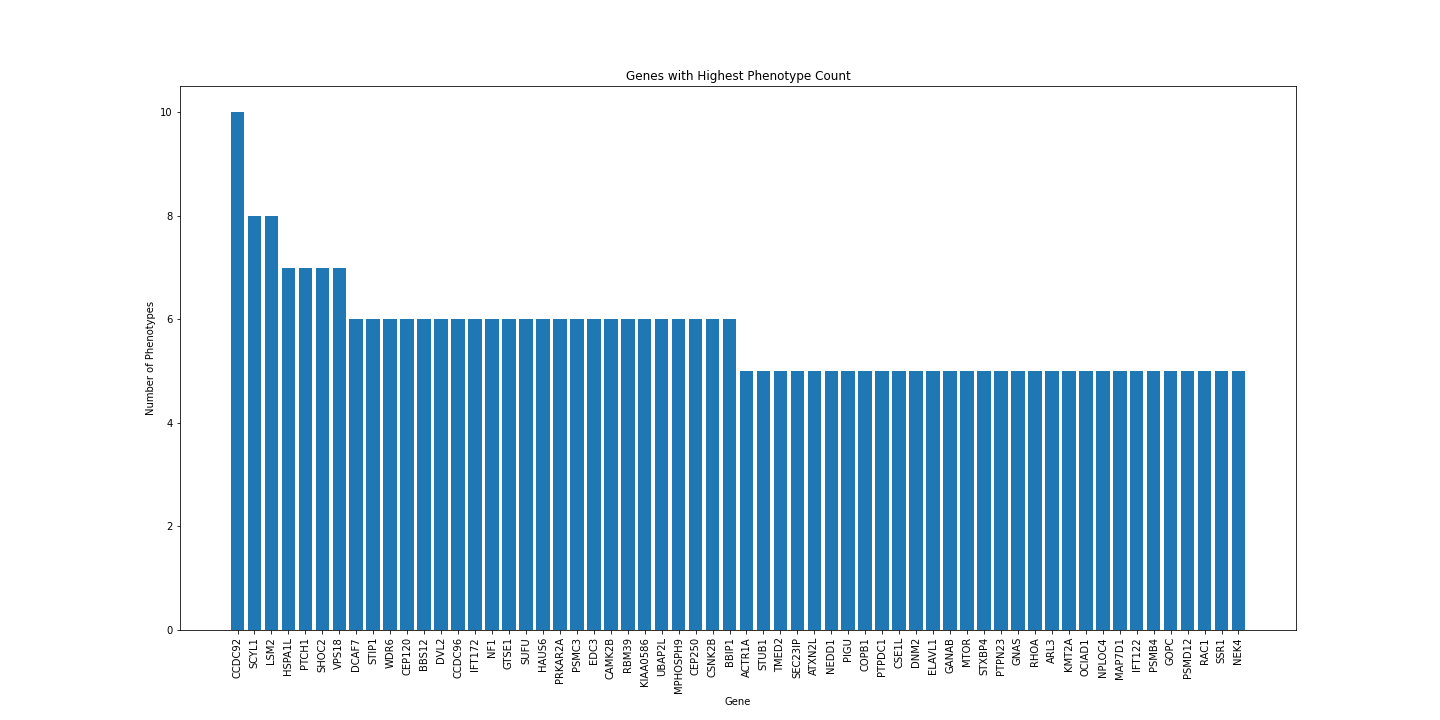 Genes with Highest Phenotype Count
10
8
6
4
2
0
Number of Phenotypes
CCDC92
SCYL1
LSM2
HSPA1L
PTCH1
SHOC2
VPS18
DCAF7
STIP1
WDR6
CEP120
BBS12
DVL2
CCDC96
IFT172
NF1
GTSE1
SUFU
HAUS6
PRKAR2A
PSMC3
EDC3
CAMK2B
RBM39
KIAA0586
UBAP2L
MPHOSPH9
CEP250
CSNK2B
BBIP1
ACTR1A
STUB1
TMED2
SEC23IP
ATXN2L
NEDD1
PIGU
COPB1
PTPDC1
CSE1L
DNM2
ELAVL1
GANAB
MTOR
STXBP4
PTPN23
GNAS
RHOA
ARL3
KMT2A
OCIAD1
NPLOC4
MAP7D1
IFT122
PSMB4
GOPC
PSMD12
RAC1
SSR1
NEK4
Gene